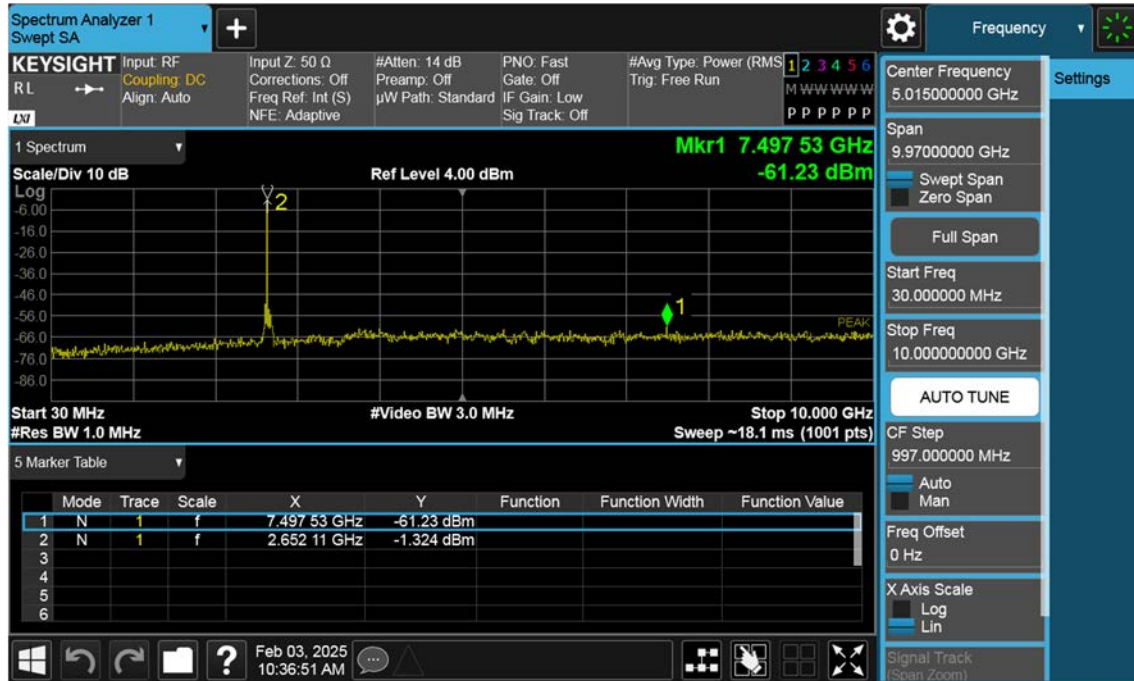 Spectrum Analyzer 1
Swept SA
Frequency
KEYSIGHT
RL
LXI
Input: RF
Coupling: DC
Align: Auto
Input Z: 50 Ω
Corrections: Off
Freq Ref: Int (S)
NFE: Adaptive
#Atten: 14 dB
Preamp: Off
µW Path: Standard
PNO: Fast
Gate: Off
IF Gain: Low
Sig Track: Off
#Avg Type: Power (RMS
Trig: Free Run
1 2 3 4 5 6
M W W W W W
P P P P P P
1 Spectrum
Mkr1 7.497 53 GHz
Scale/Div 10 dB
Ref Level 4.00 dBm
-61.23 dBm
Log
-6.00
-16.0
-26.0
-36.0
-46.0
-56.0
-66.0
-76.0
-86.0
2
1
PEAK
Start 30 MHz
#Video BW 3.0 MHz
Stop 10.000 GHz
#Res BW 1.0 MHz
Sweep ~18.1 ms (1001 pts)
5 Marker Table
Mode Trace Scale X Y Function Function Width Function Value
1 N 1 f 7.497 53 GHz -61.23 dBm
2 N 1 f 2.652 11 GHz -1.324 dBm
3
4
5
6
?
Feb 03, 2025
10:36:51 AM
Center Frequency
5.015000000 GHz
Span
9.97000000 GHz
Swept Span
Zero Span
Full Span
Start Freq
30.000000 MHz
Stop Freq
10.000000000 GHz
AUTO TUNE
CF Step
997.000000 MHz
Auto
Man
Freq Offset
0 Hz
X Axis Scale
Log
Lin
Signal Track
(Span Zoom)
Settings